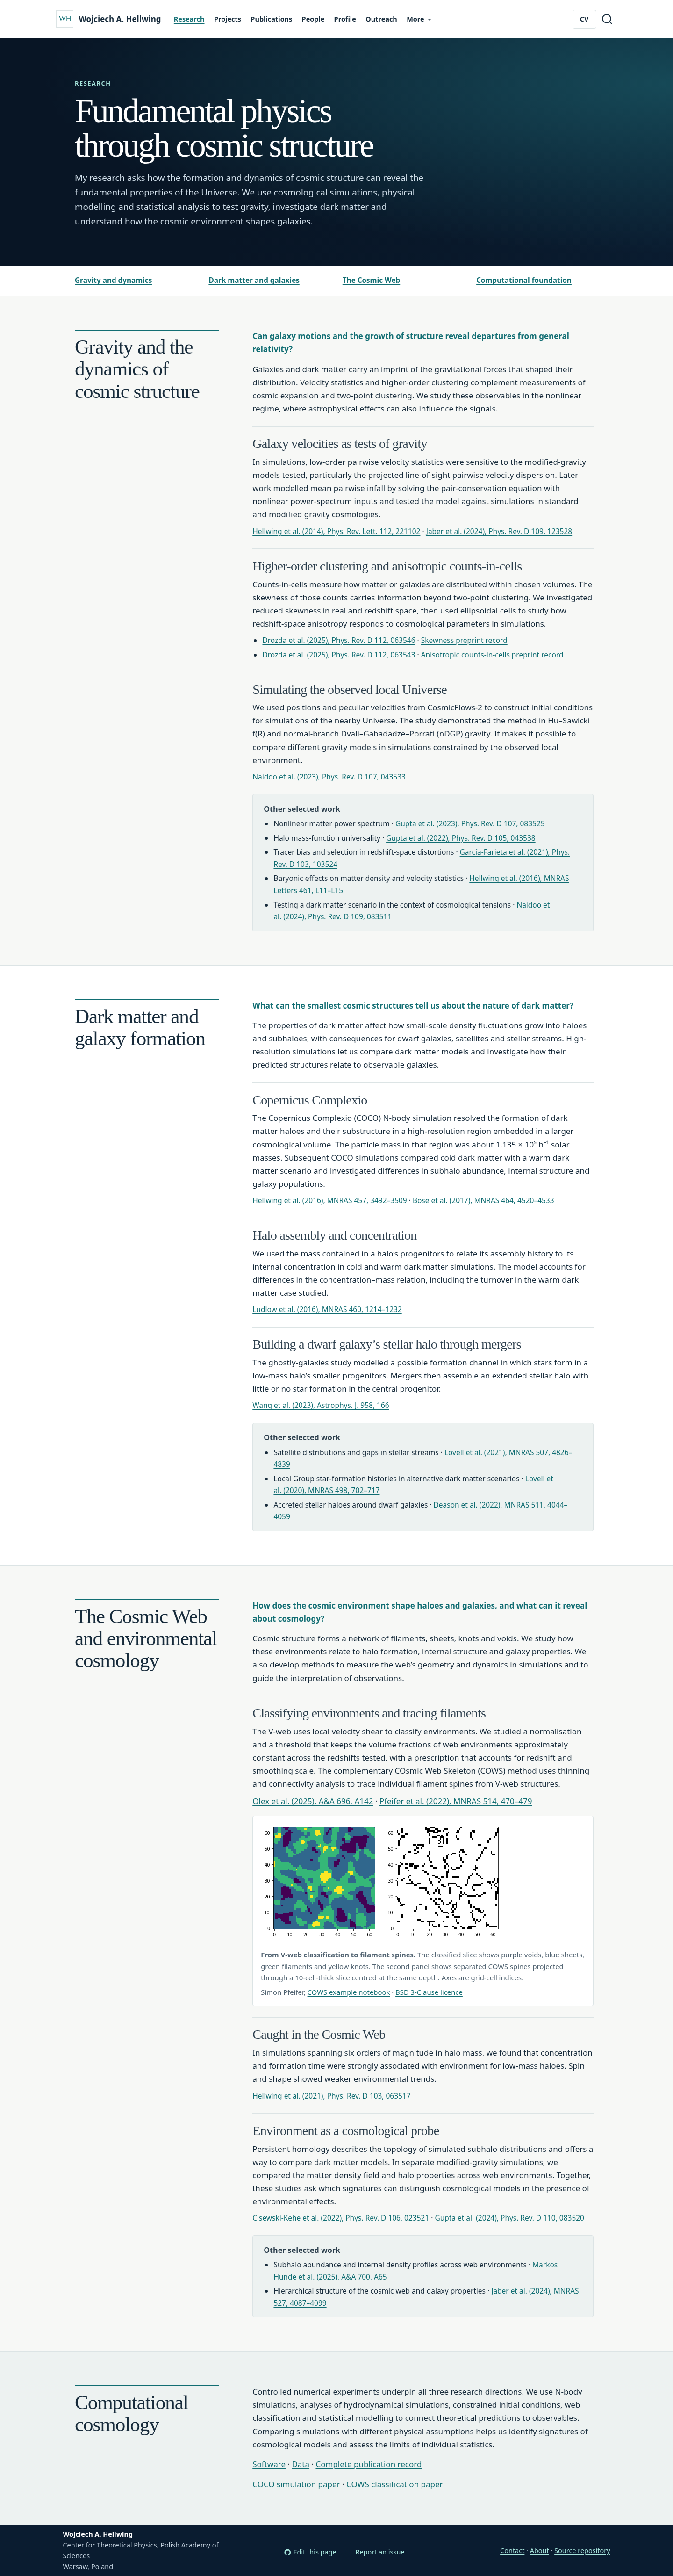 WH Wojciech A. Hellwing Research Projects Publications People Profile Outreach More CV
RESEARCH
Fundamental physics
through cosmic structure
My research asks how the formation and dynamics of cosmic structure can reveal the
fundamental properties of the Universe. We use cosmological simulations, physical
modelling and statistical analysis to test gravity, investigate dark matter and
understand how the cosmic environment shapes galaxies.
Gravity and dynamics Dark matter and galaxies The Cosmic Web Computational foundation
Gravity and the
dynamics of
cosmic structure
Can galaxy motions and the growth of structure reveal departures from general
relativity?
Galaxies and dark matter carry an imprint of the gravitational forces that shaped their
distribution. Velocity statistics and higher-order clustering complement measurements of
cosmic expansion and two-point clustering. We study these observables in the nonlinear
regime, where astrophysical effects can also influence the signals.
Galaxy velocities as tests of gravity
In simulations, low-order pairwise velocity statistics were sensitive to the modified-gravity
models tested, particularly the projected line-of-sight pairwise velocity dispersion. Later
work modelled mean pairwise infall by solving the pair-conservation equation with
nonlinear power-spectrum inputs and tested the model against simulations in standard
and modified gravity cosmologies.
Hellwing et al. (2014), Phys. Rev. Lett. 112, 221102 · Jaber et al. (2024), Phys. Rev. D 109, 123528
Higher-order clustering and anisotropic counts-in-cells
Counts-in-cells measure how matter or galaxies are distributed within chosen volumes. The
skewness of those counts carries information beyond two-point clustering. We investigated
reduced skewness in real and redshift space, then used ellipsoidal cells to study how
redshift-space anisotropy responds to cosmological parameters in simulations.
• Drozda et al. (2025), Phys. Rev. D 112, 063546 · Skewness preprint record
• Drozda et al. (2025), Phys. Rev. D 112, 063543 · Anisotropic counts-in-cells preprint record
Simulating the observed local Universe
We used positions and peculiar velocities from CosmicFlows-2 to construct initial conditions
for simulations of the nearby Universe. The study demonstrated the method in Hu–Sawicki
f(R) and normal-branch Dvali–Gabadadze–Porrati (nDGP) gravity. It makes it possible to
compare different gravity models in simulations constrained by the observed local
environment.
Naidoo et al. (2023), Phys. Rev. D 107, 043533
Other selected work
• Nonlinear matter power spectrum · Gupta et al. (2023), Phys. Rev. D 107, 083525
• Halo mass-function universality · Gupta et al. (2022), Phys. Rev. D 105, 043538
• Tracer bias and selection in redshift-space distortions · García-Farieta et al. (2021), Phys.
Rev. D 103, 103524
• Baryonic effects on matter density and velocity statistics · Hellwing et al. (2016), MNRAS
Letters 461, L11–L15
• Testing a dark matter scenario in the context of cosmological tensions · Naidoo et
al. (2024), Phys. Rev. D 109, 083511
Dark matter and
galaxy formation
What can the smallest cosmic structures tell us about the nature of dark matter?
The properties of dark matter affect how small-scale density fluctuations grow into haloes
and subhaloes, with consequences for dwarf galaxies, satellites and stellar streams. High-
resolution simulations let us compare dark matter models and investigate how their
predicted structures relate to observable galaxies.
Copernicus Complexio
The Copernicus Complexio (COCO) N-body simulation resolved the formation of dark
matter haloes and their substructure in a high-resolution region embedded in a larger
cosmological volume. The particle mass in that region was about 1.135 × 10⁵ h⁻¹ solar
masses. Subsequent COCO simulations compared cold dark matter with a warm dark
matter scenario and investigated differences in subhalo abundance, internal structure and
galaxy populations.
Hellwing et al. (2016), MNRAS 457, 3492–3509 · Bose et al. (2017), MNRAS 464, 4520–4533
Halo assembly and concentration
We used the mass contained in a halo’s progenitors to relate its assembly history to its
internal concentration in cold and warm dark matter simulations. The model accounts for
differences in the concentration–mass relation, including the turnover in the warm dark
matter case studied.
Ludlow et al. (2016), MNRAS 460, 1214–1232
Building a dwarf galaxy’s stellar halo through mergers
The ghostly-galaxies study modelled a possible formation channel in which stars form in a
low-mass halo’s smaller progenitors. Mergers then assemble an extended stellar halo with
little or no star formation in the central progenitor.
Wang et al. (2023), Astrophys. J. 958, 166
Other selected work
• Satellite distributions and gaps in stellar streams · Lovell et al. (2021), MNRAS 507, 4826–
4839
• Local Group star-formation histories in alternative dark matter scenarios · Lovell et
al. (2020), MNRAS 498, 702–717
• Accreted stellar haloes around dwarf galaxies · Deason et al. (2022), MNRAS 511, 4044–
4059
The Cosmic Web
and environmental
cosmology
How does the cosmic environment shape haloes and galaxies, and what can it reveal
about cosmology?
Cosmic structure forms a network of filaments, sheets, knots and voids. We study how
these environments relate to halo formation, internal structure and galaxy properties. We
also develop methods to measure the web’s geometry and dynamics in simulations and to
guide the interpretation of observations.
Classifying environments and tracing filaments
The V-web uses local velocity shear to classify environments. We studied a normalisation
and a threshold that keeps the volume fractions of web environments approximately
constant across the redshifts tested, with a prescription that accounts for redshift and
smoothing scale. The complementary COsmic Web Skeleton (COWS) method uses thinning
and connectivity analysis to trace individual filament spines from V-web structures.
Olex et al. (2025), A&A 696, A142 · Pfeifer et al. (2022), MNRAS 514, 470–479
60 60
50 50
40 40
30 30
20 20
10 10
0 0
0 10 20 30 40 50 60 0 10 20 30 40 50 60
From V-web classification to filament spines. The classified slice shows purple voids, blue sheets,
green filaments and yellow knots. The second panel shows separated COWS spines projected
through a 10-cell-thick slice centred at the same depth. Axes are grid-cell indices.
Simon Pfeifer, COWS example notebook · BSD 3-Clause licence
Caught in the Cosmic Web
In simulations spanning six orders of magnitude in halo mass, we found that concentration
and formation time were strongly associated with environment for low-mass haloes. Spin
and shape showed weaker environmental trends.
Hellwing et al. (2021), Phys. Rev. D 103, 063517
Environment as a cosmological probe
Persistent homology describes the topology of simulated subhalo distributions and offers a
way to compare dark matter models. In separate modified-gravity simulations, we
compared the matter density field and halo properties across web environments. Together,
these studies ask which signatures can distinguish cosmological models in the presence of
environmental effects.
Cisewski-Kehe et al. (2022), Phys. Rev. D 106, 023521 · Gupta et al. (2024), Phys. Rev. D 110, 083520
Other selected work
• Subhalo abundance and internal density profiles across web environments · Markos
Hunde et al. (2025), A&A 700, A65
• Hierarchical structure of the cosmic web and galaxy properties · Jaber et al. (2024), MNRAS
527, 4087–4099
Computational
cosmology
Controlled numerical experiments underpin all three research directions. We use N-body
simulations, analyses of hydrodynamical simulations, constrained initial conditions, web
classification and statistical modelling to connect theoretical predictions to observables.
Comparing simulations with different physical assumptions helps us identify signatures of
cosmological models and assess the limits of individual statistics.
Software · Data · Complete publication record
COCO simulation paper · COWS classification paper
Wojciech A. Hellwing
Center for Theoretical Physics, Polish Academy of
Sciences
Warsaw, Poland
Edit this page Report an issue
Contact · About · Source repository